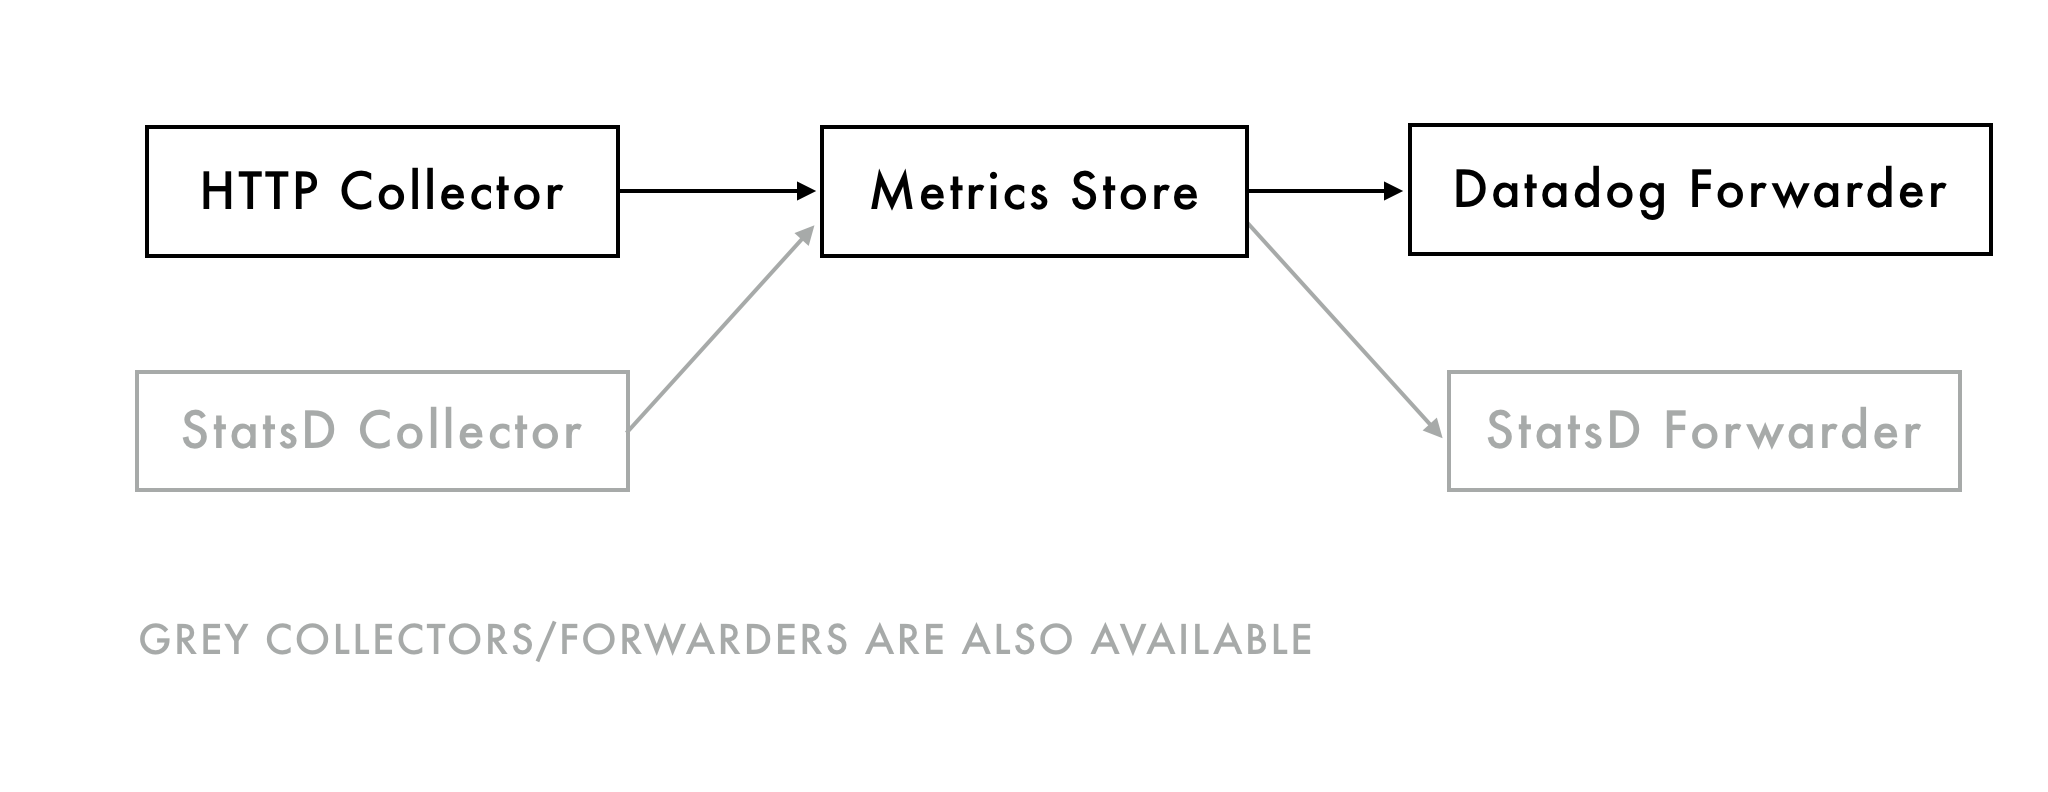 HTTP Collector
Metrics Store
Datadog Forwarder
StatsD Collector
StatsD Forwarder
GREY COLLECTORS/FORWARDERS ARE ALSO AVAILABLE